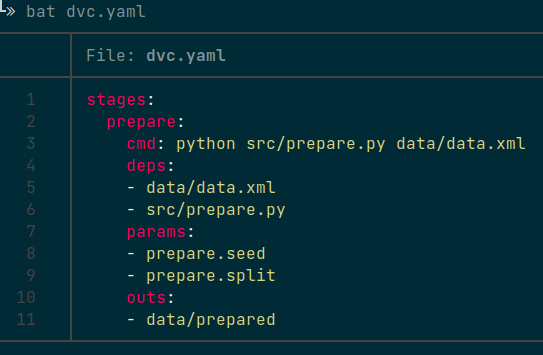 » bat dvc.yaml
File: dvc.yaml
1 stages:
2   prepare:
3     cmd: python src/prepare.py data/data.xml
4     deps:
5     - data/data.xml
6     - src/prepare.py
7     params:
8     - prepare.seed
9     - prepare.split
10     outs:
11     - data/prepared